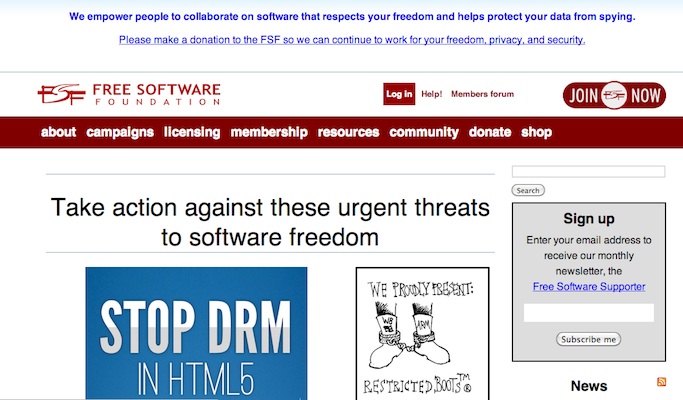 We empower people to collaborate on software that respects your freedom and helps protect your data from spying.
Please make a donation to the FSF so we can continue to work for your freedom, privacy, and security.
FSF FREE SOFTWARE
FOUNDATION
Log in Help! Members forum
JOIN FSF NOW
about campaigns licensing membership resources community donate shop
Search
Take action against these urgent threats
to software freedom
Sign up
Enter your email address to
receive our monthly
newsletter, the
Free Software Supporter
Subscribe me
STOP DRM
IN HTML5
WE PROUDLY PRESENT:
RESTRICTED BOOTS™®
News